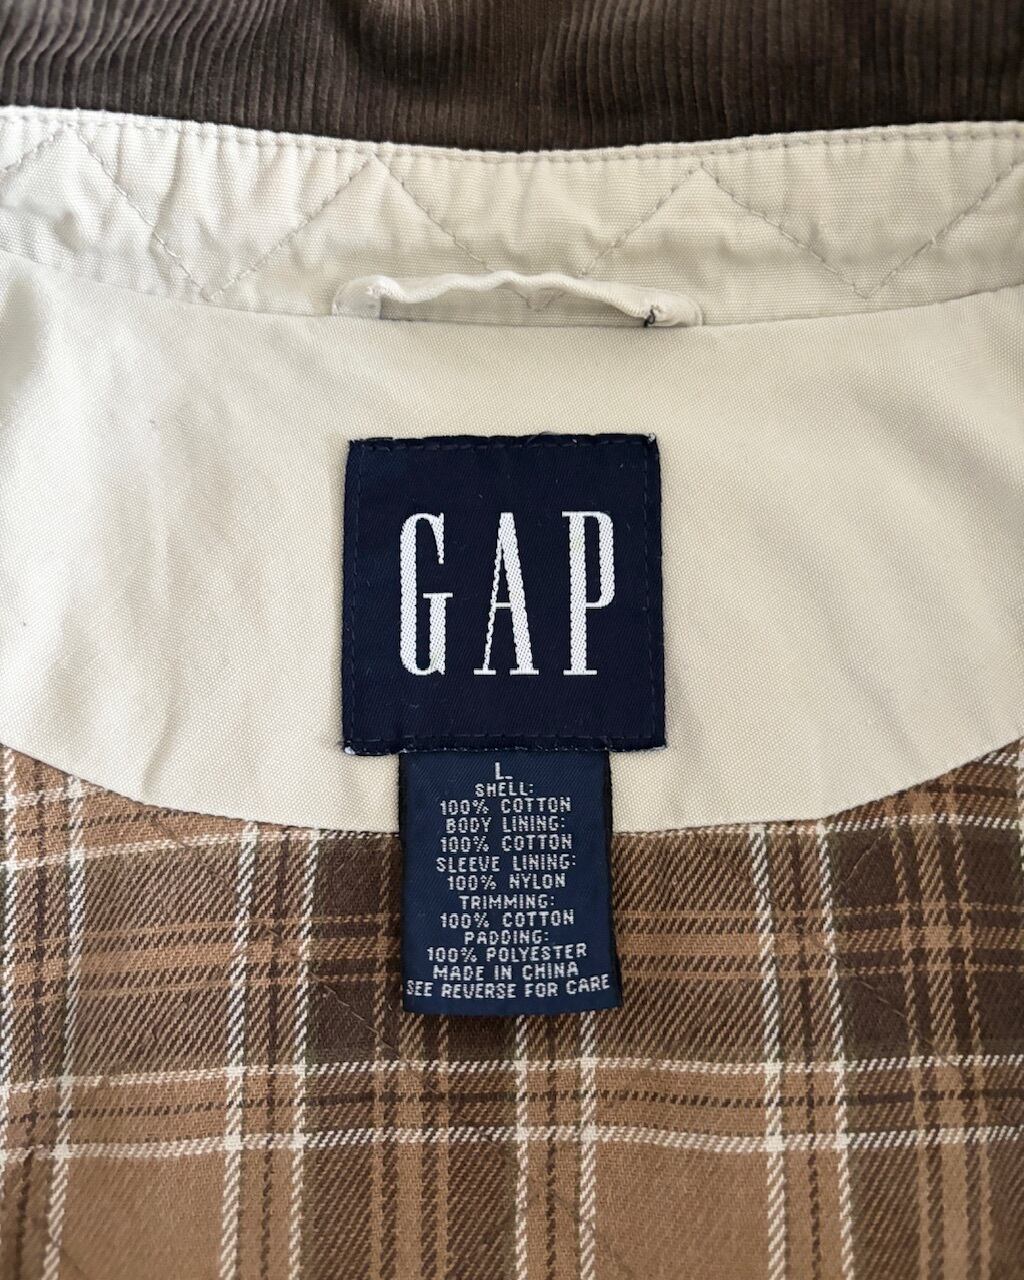 GAP
L
SHELL:
100% COTTON
BODY LINING:
100% COTTON
SLEEVE LINING:
100% NYLON
TRIMMING:
100% COTTON
PADDING:
100% POLYESTER
MADE IN CHINA
SEE REVERSE FOR CARE